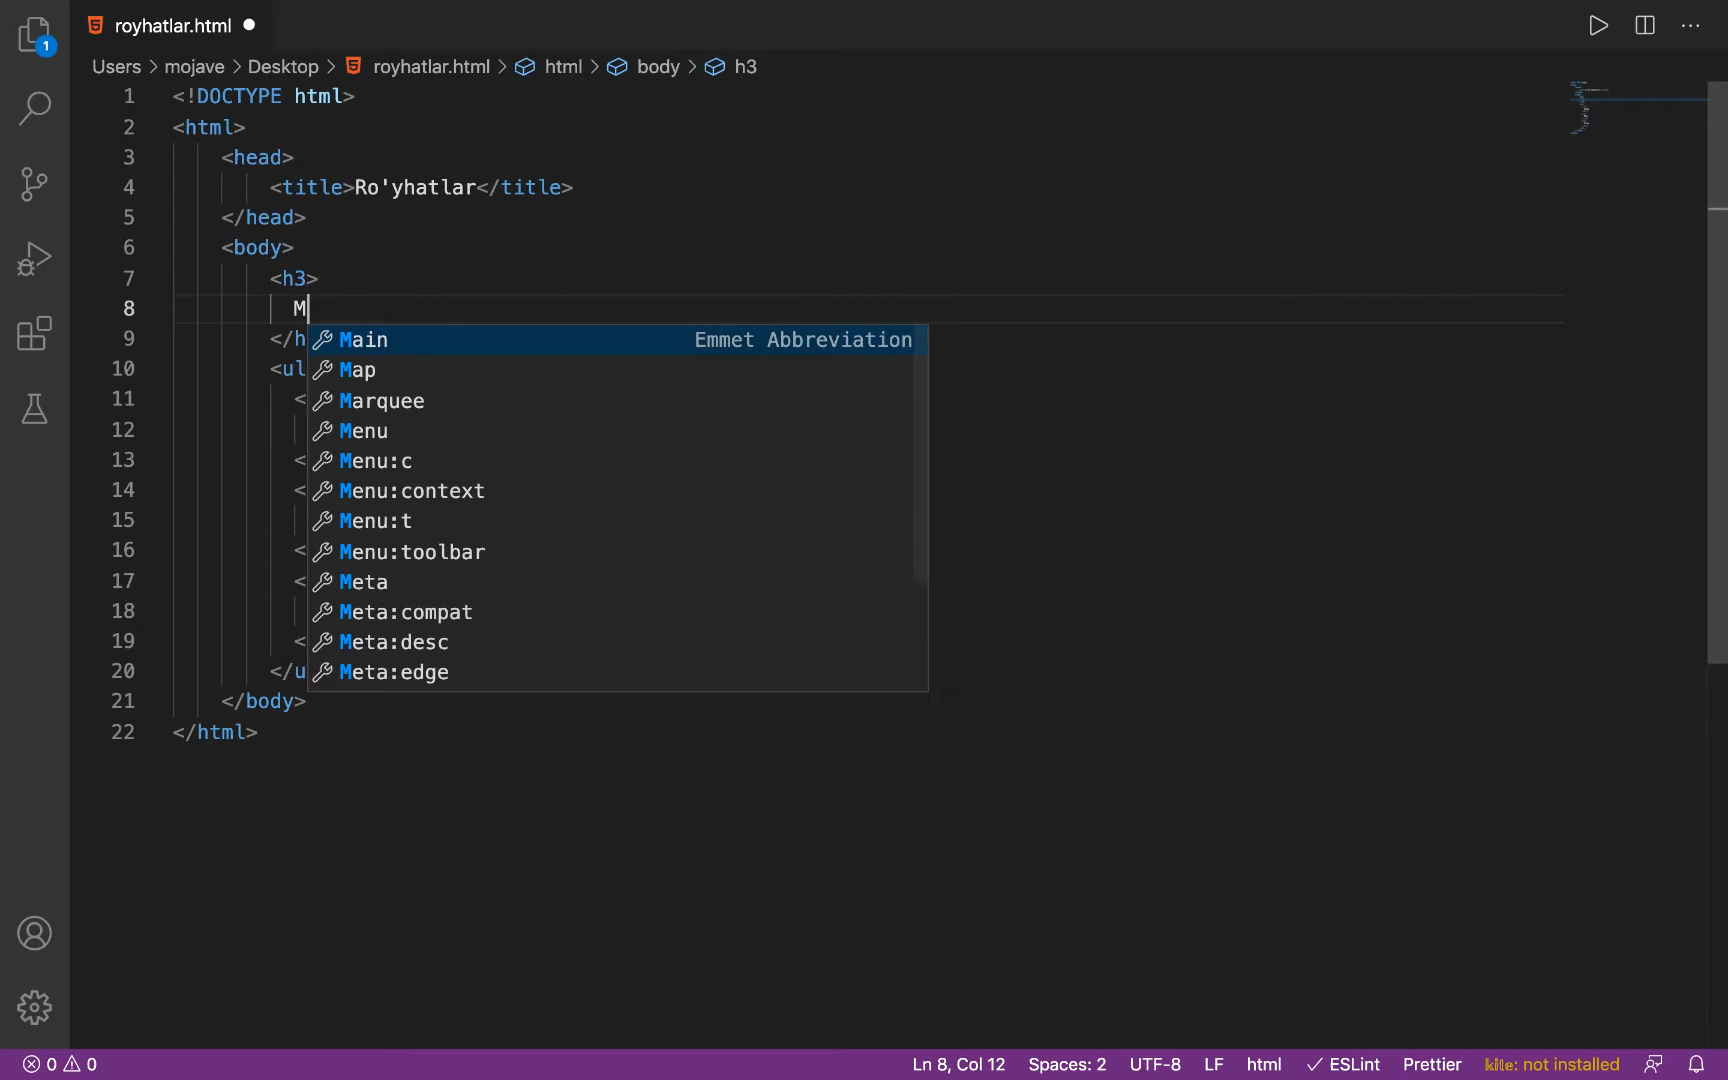 royhatlar.html
1
Users > mojave > Desktop > royhatlar.html > html > body > h3
1 <!DOCTYPE html>
2 <html>
3 <head>
4 <title>Ro'yhatlar</title>
5 </head>
6 <body>
7 <h3>
8 M
9 </h
Main Emmet Abbreviation
10 <ul
Map
11 <
Marquee
12
Menu
13 <
Menu:c
14 <
Menu:context
15
Menu:t
16 <
Menu:toolbar
17 <
Meta
18
Meta:compat
19 <
Meta:desc
20 </u
Meta:edge
21 </body>
22 </html>
0 0 Ln 8, Col 12 Spaces: 2 UTF-8 LF html ESLint Prettier kite: not installed